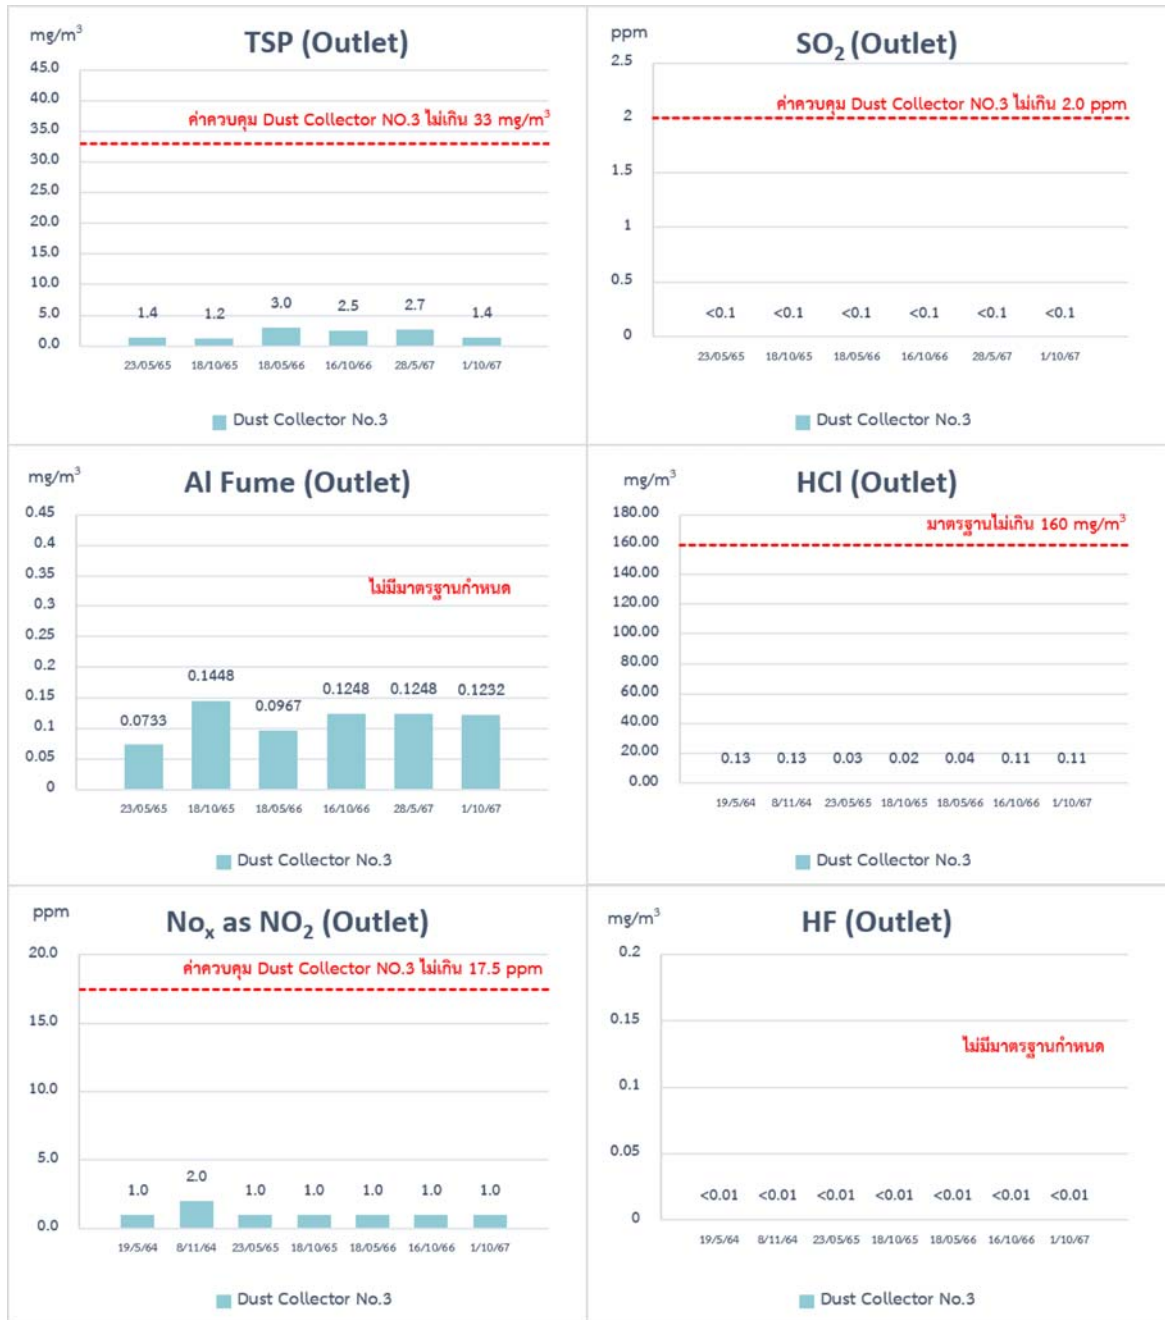 mg/m³
TSP (Outlet)
45.0
40.0
ค่าควบคุม Dust Collector NO.3 ไม่เกิน 33 mg/m³
35.0
30.0
25.0
20.0
15.0
10.0
5.0
0.0
1.4 1.2 3.0 2.5 2.7 1.4
23/05/65 18/10/65 18/05/66 16/10/66 28/5/67 1/10/67
Dust Collector No.3
ppm
SO₂ (Outlet)
2.5
ค่าควบคุม Dust Collector NO.3 ไม่เกิน 2.0 ppm
2
1.5
1
0.5
0
<0.1 <0.1 <0.1 <0.1 <0.1 <0.1
23/05/65 18/10/65 18/05/66 16/10/66 28/5/67 1/10/67
Dust Collector No.3
mg/m³
Al Fume (Outlet)
0.45
0.4
0.35
ไม่มีมาตรฐานกำหนด
0.3
0.25
0.2
0.15
0.1
0.05
0
0.0733 0.1448 0.0967 0.1248 0.1248 0.1232
23/05/65 18/10/65 18/05/66 16/10/66 28/5/67 1/10/67
Dust Collector No.3
mg/m³
HCl (Outlet)
180.00
มาตรฐานไม่เกิน 160 mg/m³
160.00
140.00
120.00
100.00
80.00
60.00
40.00
20.00
0.00
0.13 0.13 0.03 0.02 0.04 0.11 0.11
19/5/64 8/11/64 23/05/65 18/10/65 18/05/66 16/10/66 1/10/67
Dust Collector No.3
ppm
Noₓ as NO₂ (Outlet)
20.0
ค่าควบคุม Dust Collector NO.3 ไม่เกิน 17.5 ppm
15.0
10.0
5.0
0.0
1.0 2.0 1.0 1.0 1.0 1.0 1.0
19/5/64 8/11/64 23/05/65 18/10/65 18/05/66 16/10/66 1/10/67
Dust Collector No.3
mg/m³
HF (Outlet)
0.2
0.15
ไม่มีมาตรฐานกำหนด
0.1
0.05
0
<0.01 <0.01 <0.01 <0.01 <0.01 <0.01 <0.01
19/5/64 8/11/64 23/05/65 18/10/65 18/05/66 16/10/66 1/10/67
Dust Collector No.3